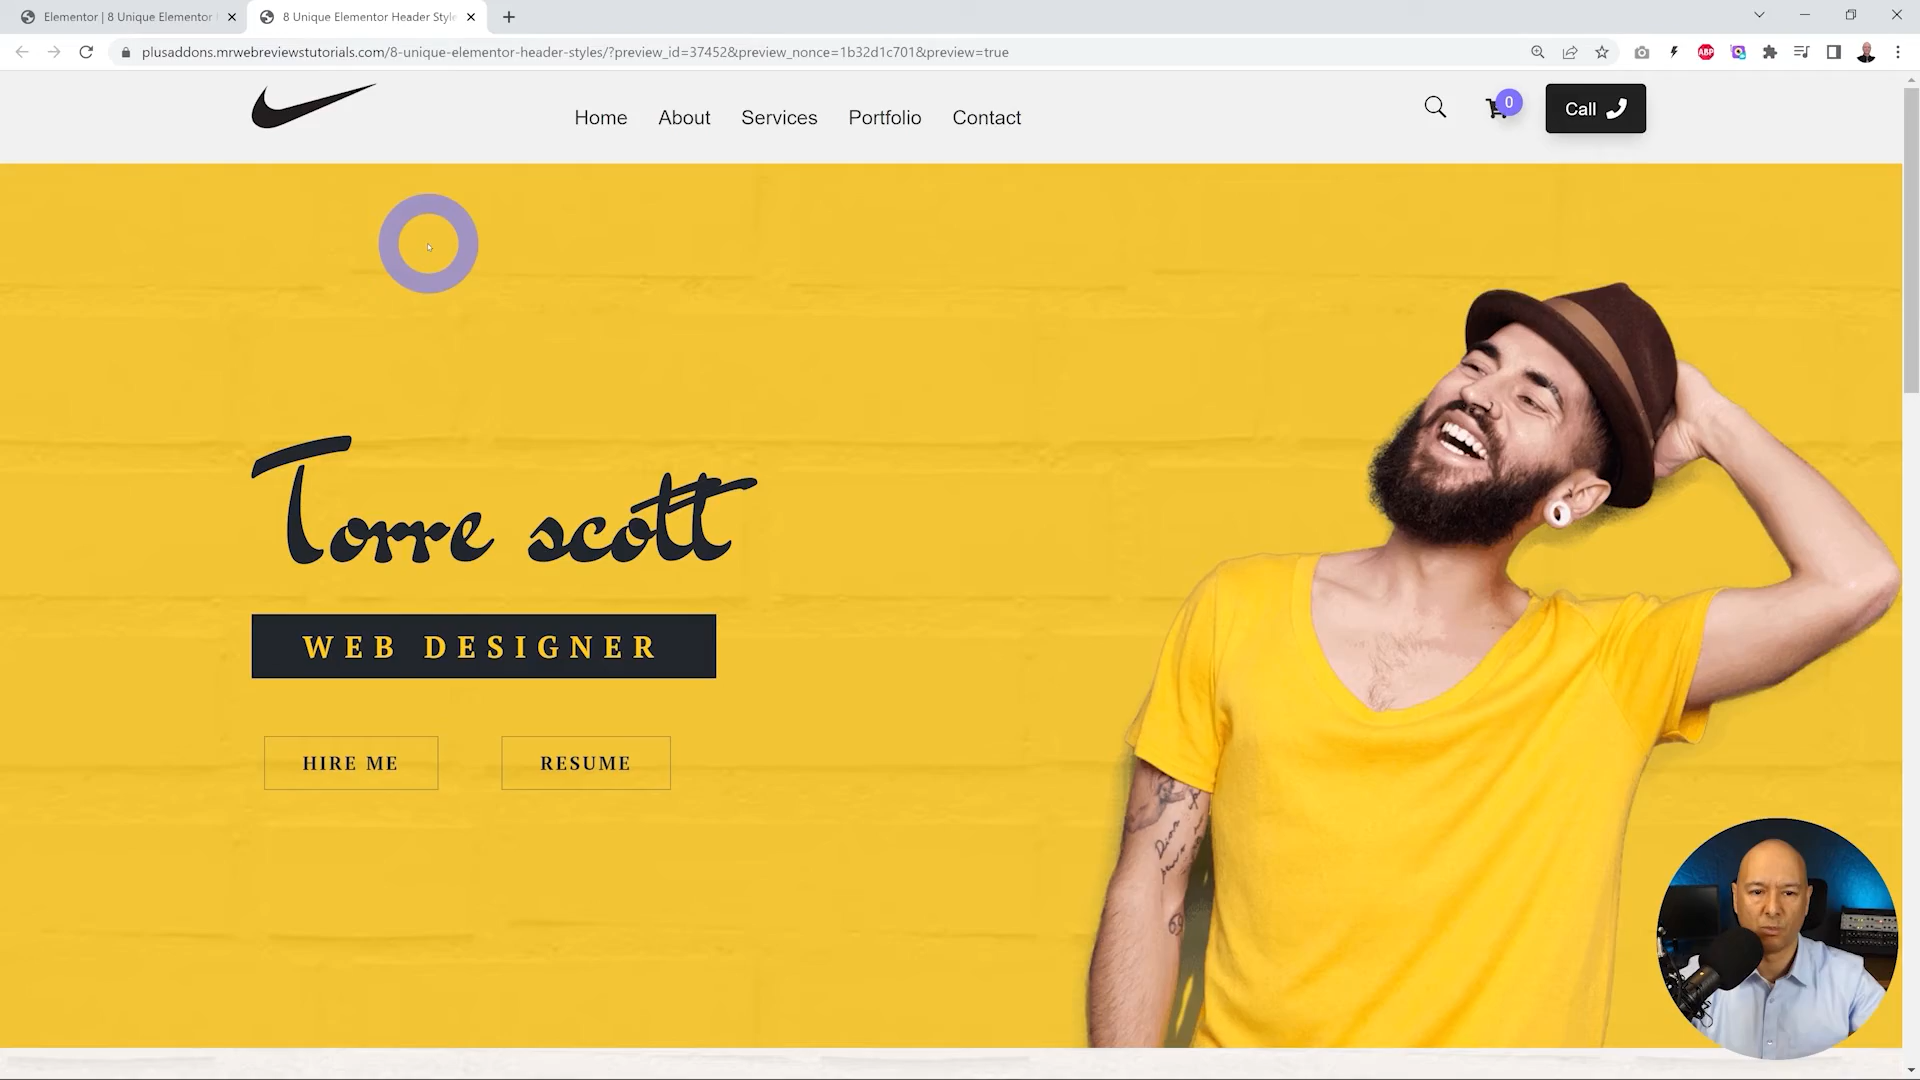 Elementor | 8 Unique Elementor
8 Unique Elementor Header Style
plusaddons.mrwebreviewstutorials.com/8-unique-elementor-header-styles/?preview_id=37452&preview_nonce=1b32d1c701&preview=true
ABP
Home About Services Portfolio Contact
0
Call
Torre scott
WEB DESIGNER
HIRE ME RESUME